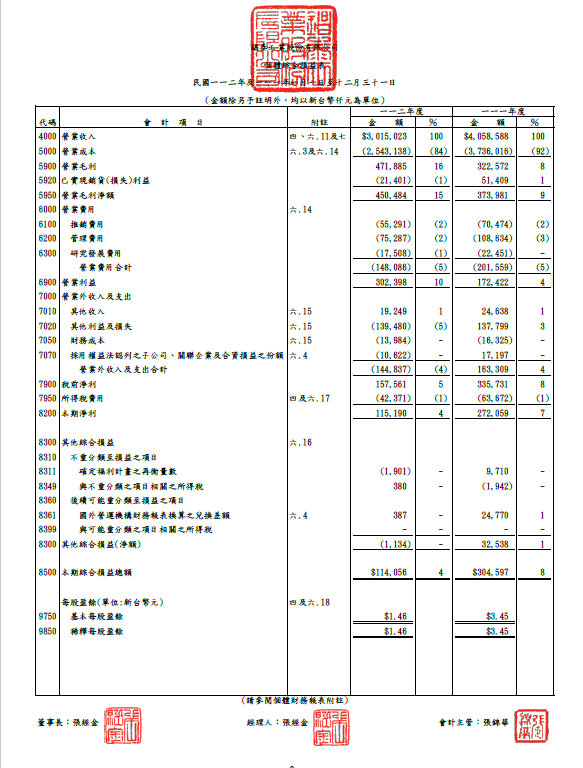 民國一一二年度及一一一年一月一日至十二月三十一日
(金額除另予註明外，均以新台幣仟元為單位)
一一二年度 一一一年度
代碼 會計項目 附註 金額 % 金額 %
4000 營業收入 四、六.11及七 $3,015,023 100 $4,058,588 100
5000 營業成本 六.3及六.14 (2,543,138) (84) (3,736,016) (92)
5900 營業毛利 471,885 16 322,572 8
5920 已實現銷貨(損失)利益 (21,401) (1) 51,409 1
5950 營業毛利淨額 450,484 15 373,981 9
6000 營業費用 六.14
6100 推銷費用 (55,291) (2) (70,474) (2)
6200 管理費用 (75,287) (2) (108,634) (3)
6300 研究發展費用 (17,508) (1) (22,451) -
營業費用合計 (148,086) (5) (201,559) (5)
6900 營業利益 302,398 10 172,422 4
7000 營業外收入及支出
7010 其他收入 六.15 19,249 1 24,638 1
7020 其他利益及損失 六.15 (139,480) (5) 137,799 3
7050 財務成本 六.15 (13,984) - (16,325) -
7070 採用權益法認列之子公司、關聯企業及合資損益之份額 六.4 (10,622) - 17,197 -
營業外收入及支出合計 (144,837) (4) 163,309 4
7900 稅前淨利 157,561 5 335,731 8
7950 所得稅費用 四及六.17 (42,371) (1) (63,672) (1)
8200 本期淨利 115,190 4 272,059 7
8300 其他綜合損益 六.16
8310 不重分類至損益之項目
8311 確定福利計畫之再衡量數 (1,901) - 9,710 -
8349 與不重分類之項目相關之所得稅 380 - (1,942) -
8360 後續可能重分類至損益之項目
8361 國外營運機構財務報表換算之兌換差額 六.4 387 - 24,770 1
8399 與可能重分類之項目相關之所得稅 - - - -
8300 其他綜合損益(淨額) (1,134) - 32,538 1
8500 本期綜合損益總額 $114,056 4 $304,597 8
每股盈餘(單位:新台幣元) 四及六.18
9750 基本每股盈餘 $1.46 $3.45
9850 稀釋每股盈餘 $1.46 $3.45
(請參閱個體財務報表附註)
董事長：張經金 經理人：張經金 會計主管：張錦華